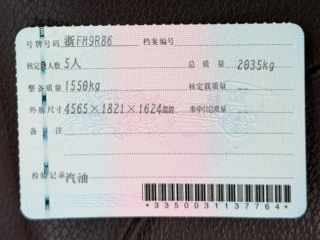 号牌号码 浙FH9R86 档案编号
核定载人数 5人 总质量 2035kg
整备质量 1550kg 核定载质量 --
外廓尺寸 4565×1821×1624mm 准牵引总质量 --
备注
检验记录 汽油
*3350031137764*